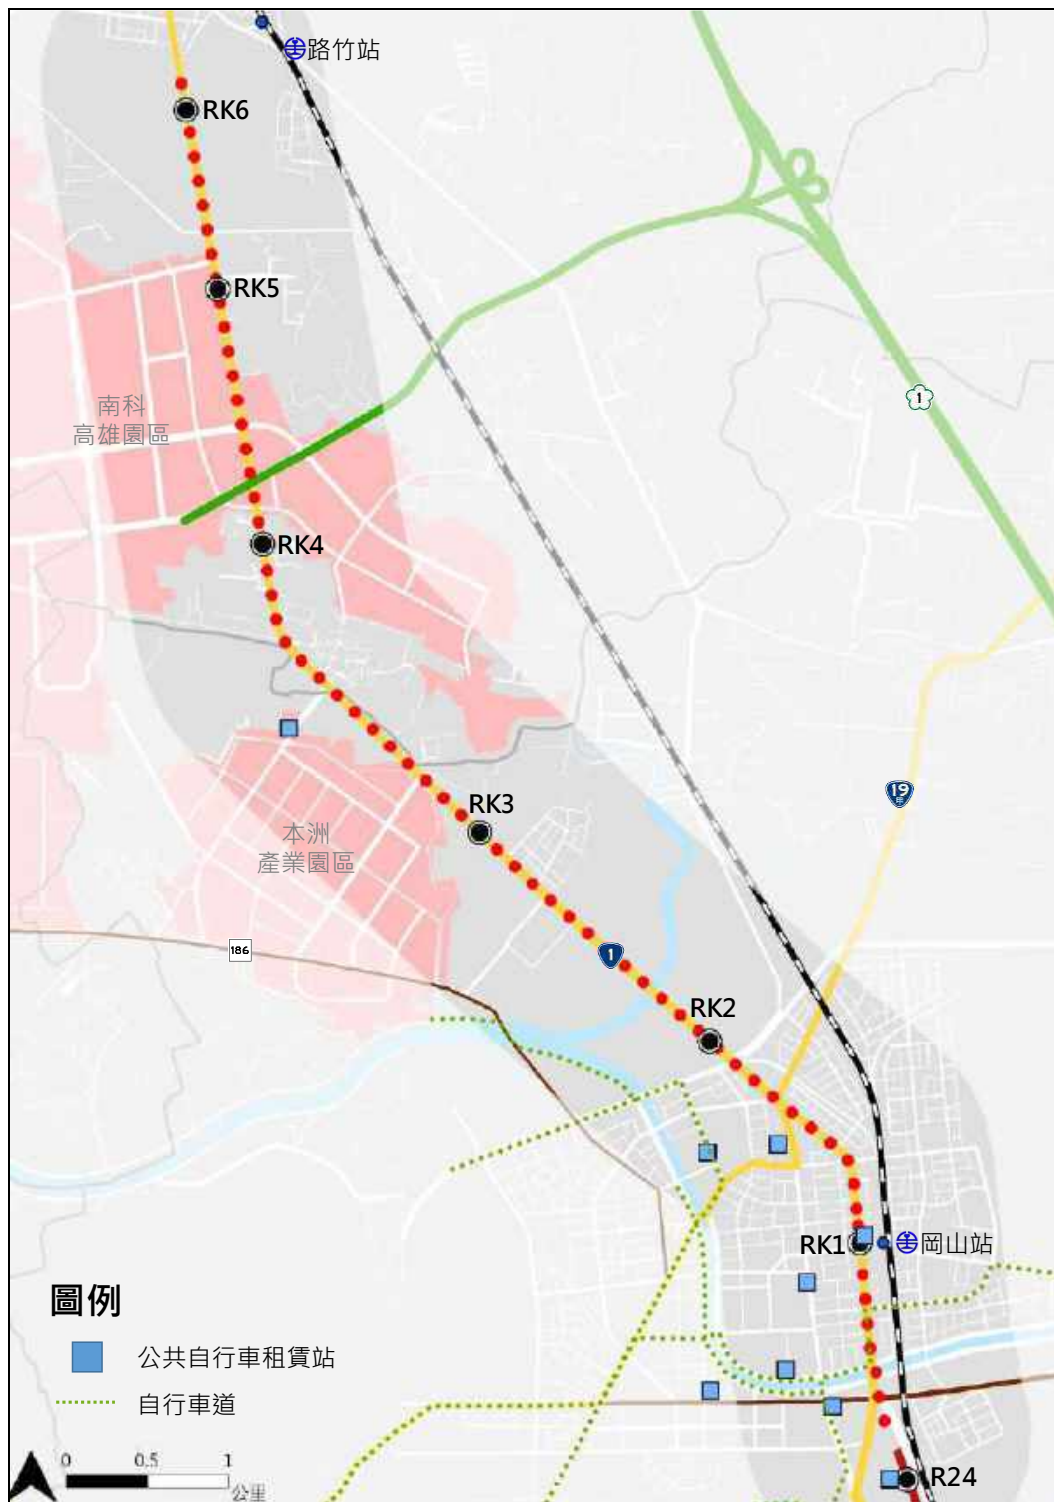 路竹站
RK6
RK5
1
南科
高雄園區
RK4
19
甲
RK3
本洲
產業園區
186
1
RK2
RK1
岡山站
圖例
公共自行車租賃站
自行車道
0 0.5 1
公里
R24